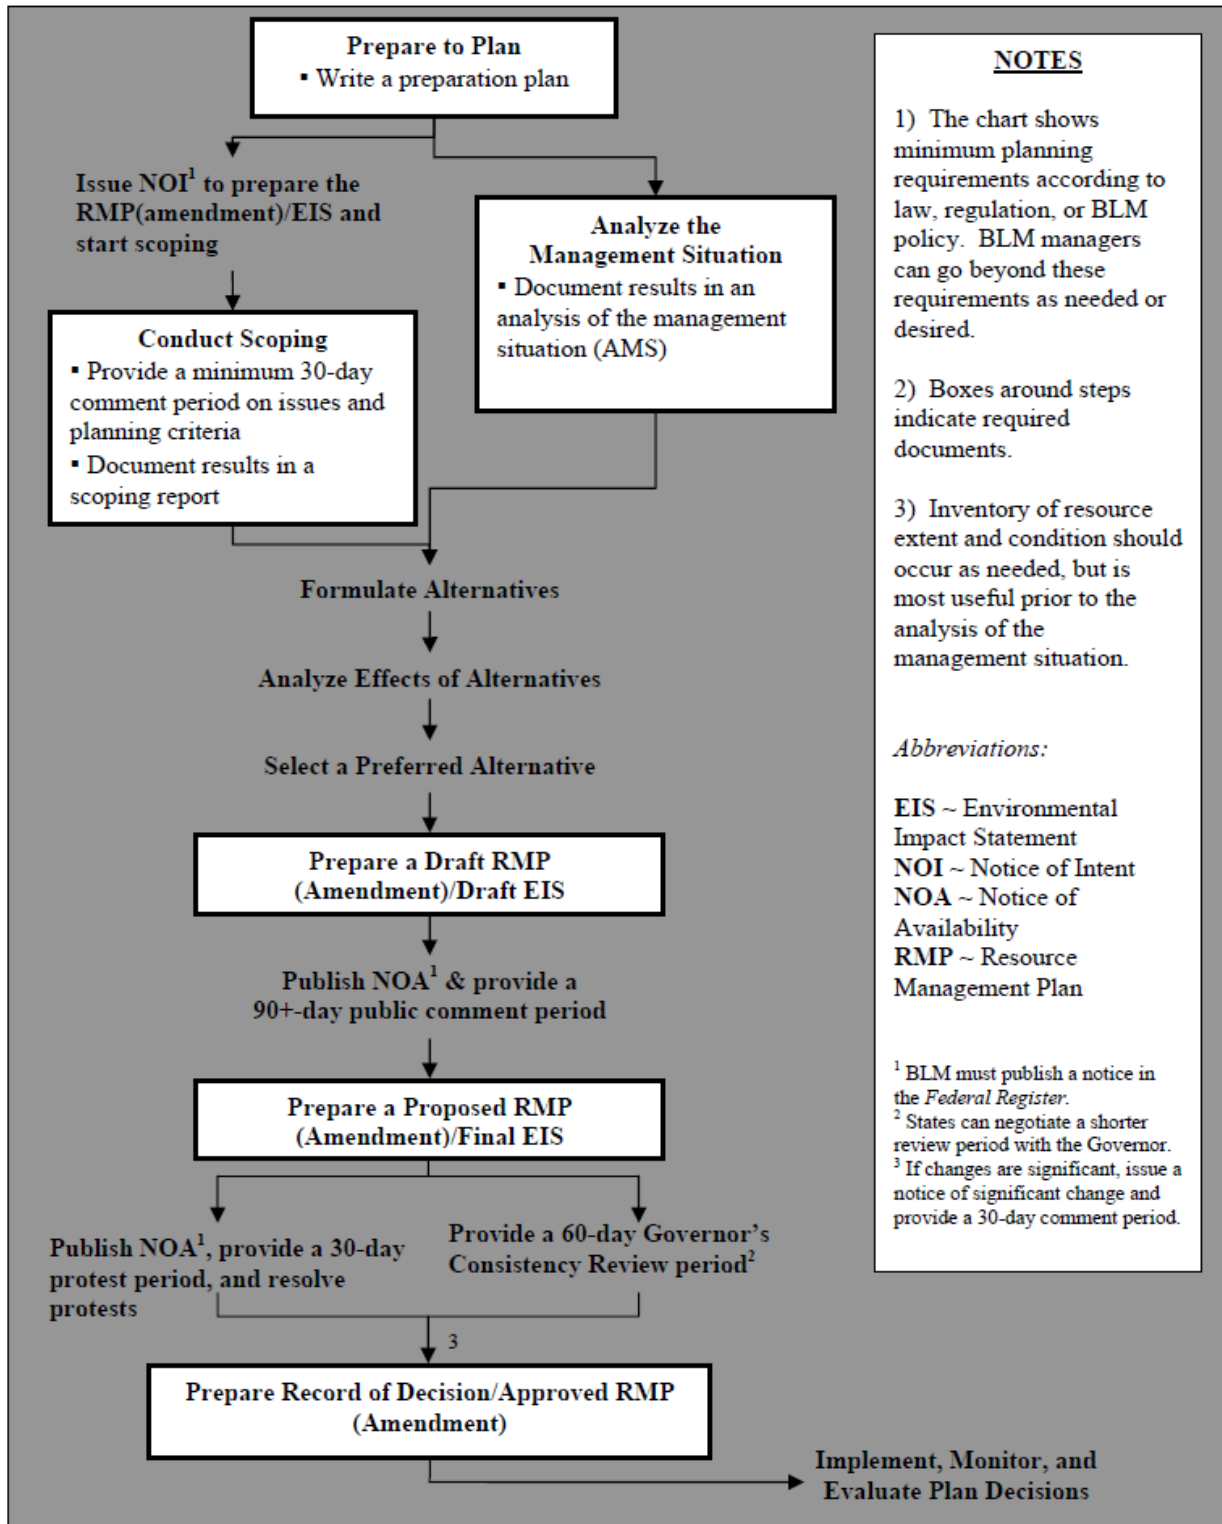 Prepare to Plan
▪ Write a preparation plan
Issue NOI¹ to prepare the
RMP(amendment)/EIS and
start scoping
Analyze the
Management Situation
▪ Document results in an
analysis of the management
situation (AMS)
Conduct Scoping
▪ Provide a minimum 30-day
comment period on issues and
planning criteria
▪ Document results in a
scoping report
Formulate Alternatives
Analyze Effects of Alternatives
Select a Preferred Alternative
Prepare a Draft RMP
(Amendment)/Draft EIS
Publish NOA¹ & provide a
90+-day public comment period
Prepare a Proposed RMP
(Amendment)/Final EIS
Publish NOA¹, provide a 30-day
protest period, and resolve
protests
Provide a 60-day Governor's
Consistency Review period²
3
Prepare Record of Decision/Approved RMP
(Amendment)
Implement, Monitor, and
Evaluate Plan Decisions
NOTES
1) The chart shows
minimum planning
requirements according to
law, regulation, or BLM
policy. BLM managers
can go beyond these
requirements as needed or
desired.
2) Boxes around steps
indicate required
documents.
3) Inventory of resource
extent and condition should
occur as needed, but is
most useful prior to the
analysis of the
management situation.
Abbreviations:
EIS ~ Environmental
Impact Statement
NOI ~ Notice of Intent
NOA ~ Notice of
Availability
RMP ~ Resource
Management Plan
¹ BLM must publish a notice in
the Federal Register.
² States can negotiate a shorter
review period with the Governor.
³ If changes are significant, issue a
notice of significant change and
provide a 30-day comment period.